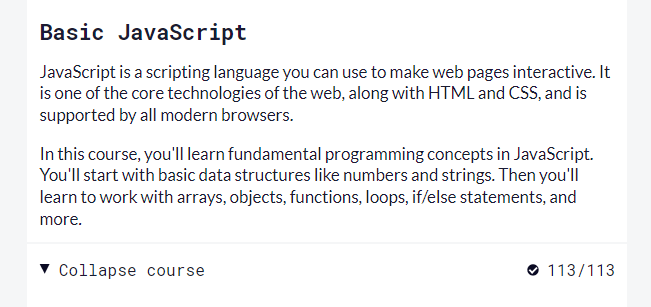 Basic JavaScript
JavaScript is a scripting language you can use to make web pages interactive. It
is one of the core technologies of the web, along with HTML and CSS, and is
supported by all modern browsers.
In this course, you'll learn fundamental programming concepts in JavaScript.
You'll start with basic data structures like numbers and strings. Then you'll
learn to work with arrays, objects, functions, loops, if/else statements, and
more.
Collapse course 113/113